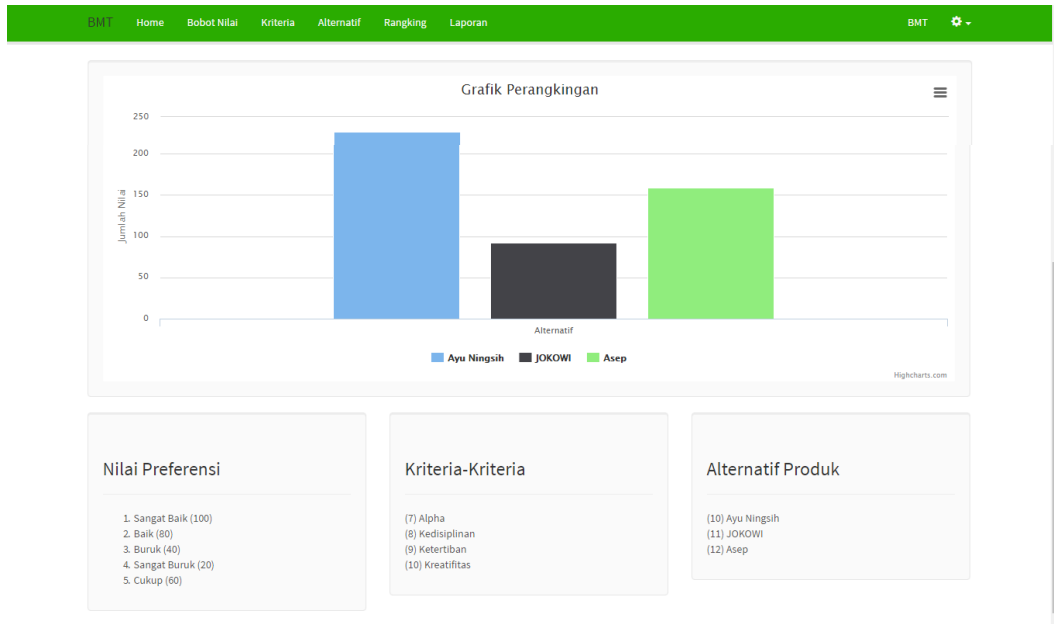 BMT Home Bobot Nilai Kriteria Alternatif Rangking Laporan BMT
Grafik Perangkingan
250
200
150
100
50
0
Jumlah Nilai
Alternatif
Ayu Ningsih JOKOWI Asep
Highcharts.com
Nilai Preferensi
1. Sangat Baik (100)
2. Baik (80)
3. Buruk (40)
4. Sangat Buruk (20)
5. Cukup (60)
Kriteria-Kriteria
(7) Alpha
(8) Kedisiplinan
(9) Ketertiban
(10) Kreatifitas
Alternatif Produk
(10) Ayu Ningsih
(11) JOKOWI
(12) Asep